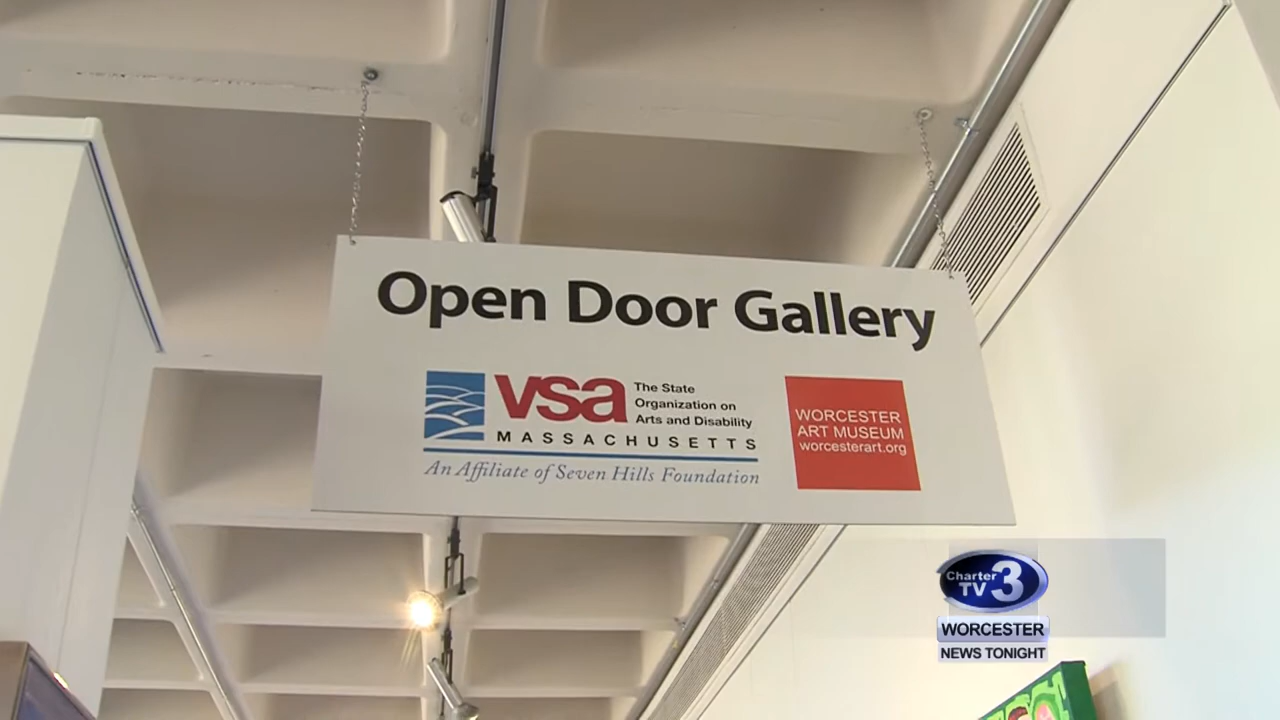 Open Door Gallery
vsa
The State
Organization on
Arts and Disability
MASSACHUSETTS
An Affiliate of Seven Hills Foundation
WORCESTER
ART MUSEUM
worcesterart.org
Charter
TV 3
WORCESTER
NEWS TONIGHT